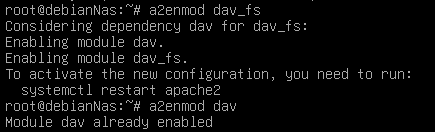 root@debianNas:~# a2enmod dav_fs
Considering dependency dav for dav_fs:
Enabling module dav.
Enabling module dav_fs.
To activate the new configuration, you need to run:
  systemctl restart apache2
root@debianNas:~# a2enmod dav
Module dav already enabled